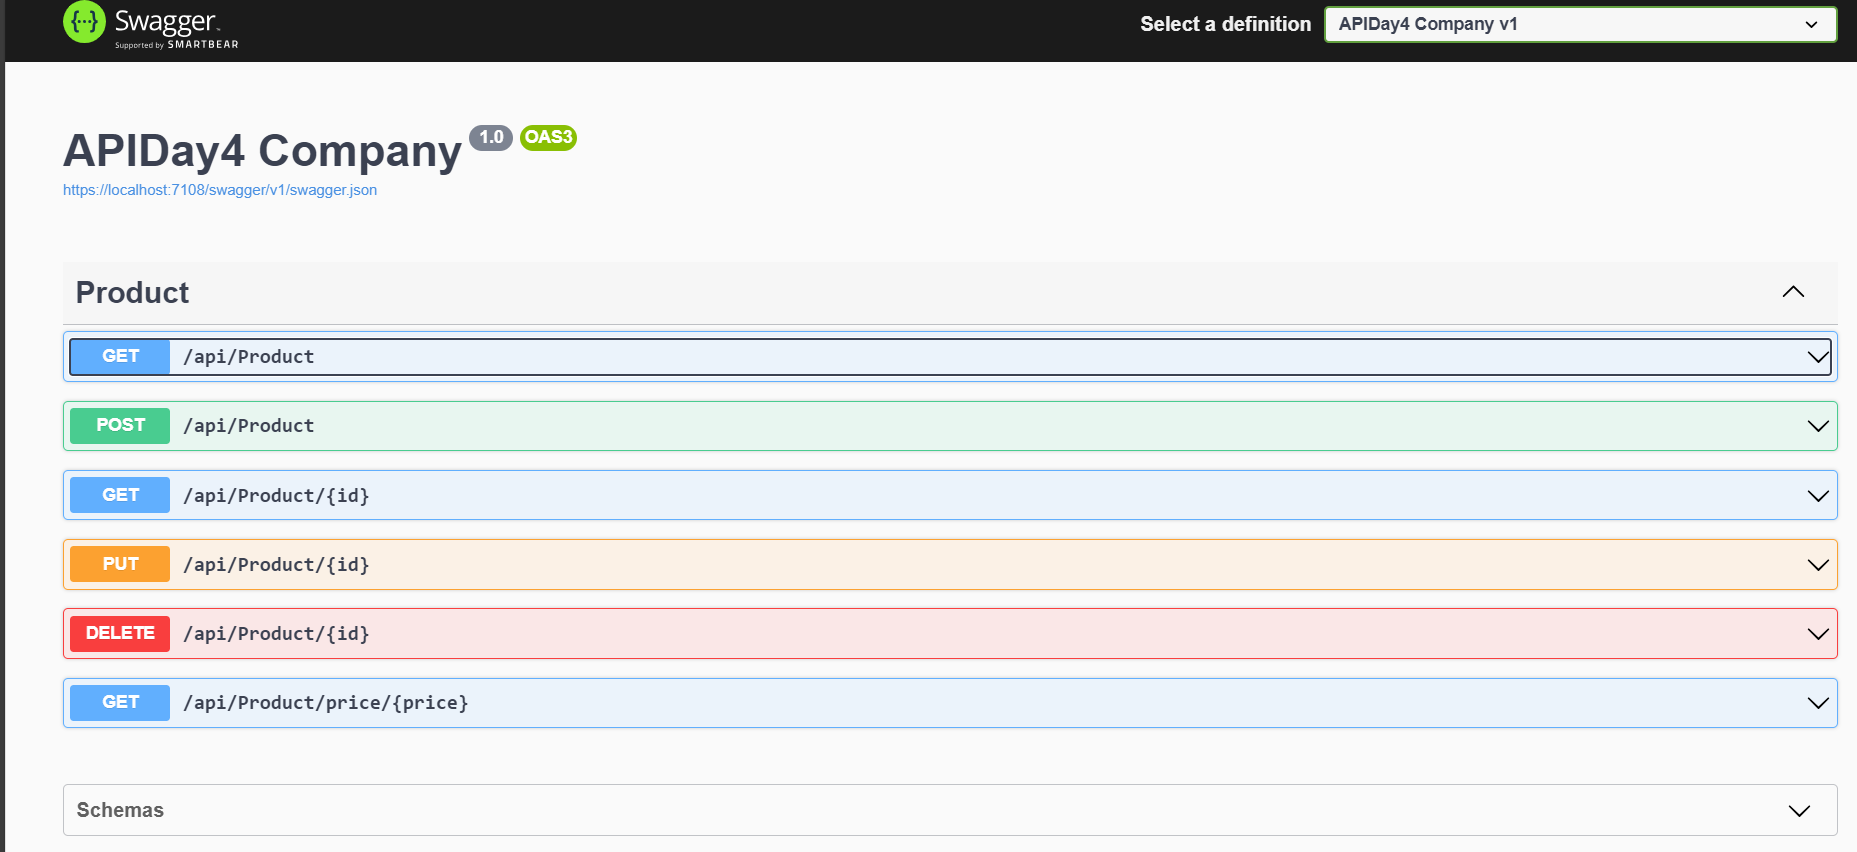 {···} Swagger
Supported by SMARTBEAR
Select a definition
APIDay4 Company v1
APIDay4 Company 1.0 OAS3
https://localhost:7108/swagger/v1/swagger.json
Product
GET /api/Product
POST /api/Product
GET /api/Product/{id}
PUT /api/Product/{id}
DELETE /api/Product/{id}
GET /api/Product/price/{price}
Schemas